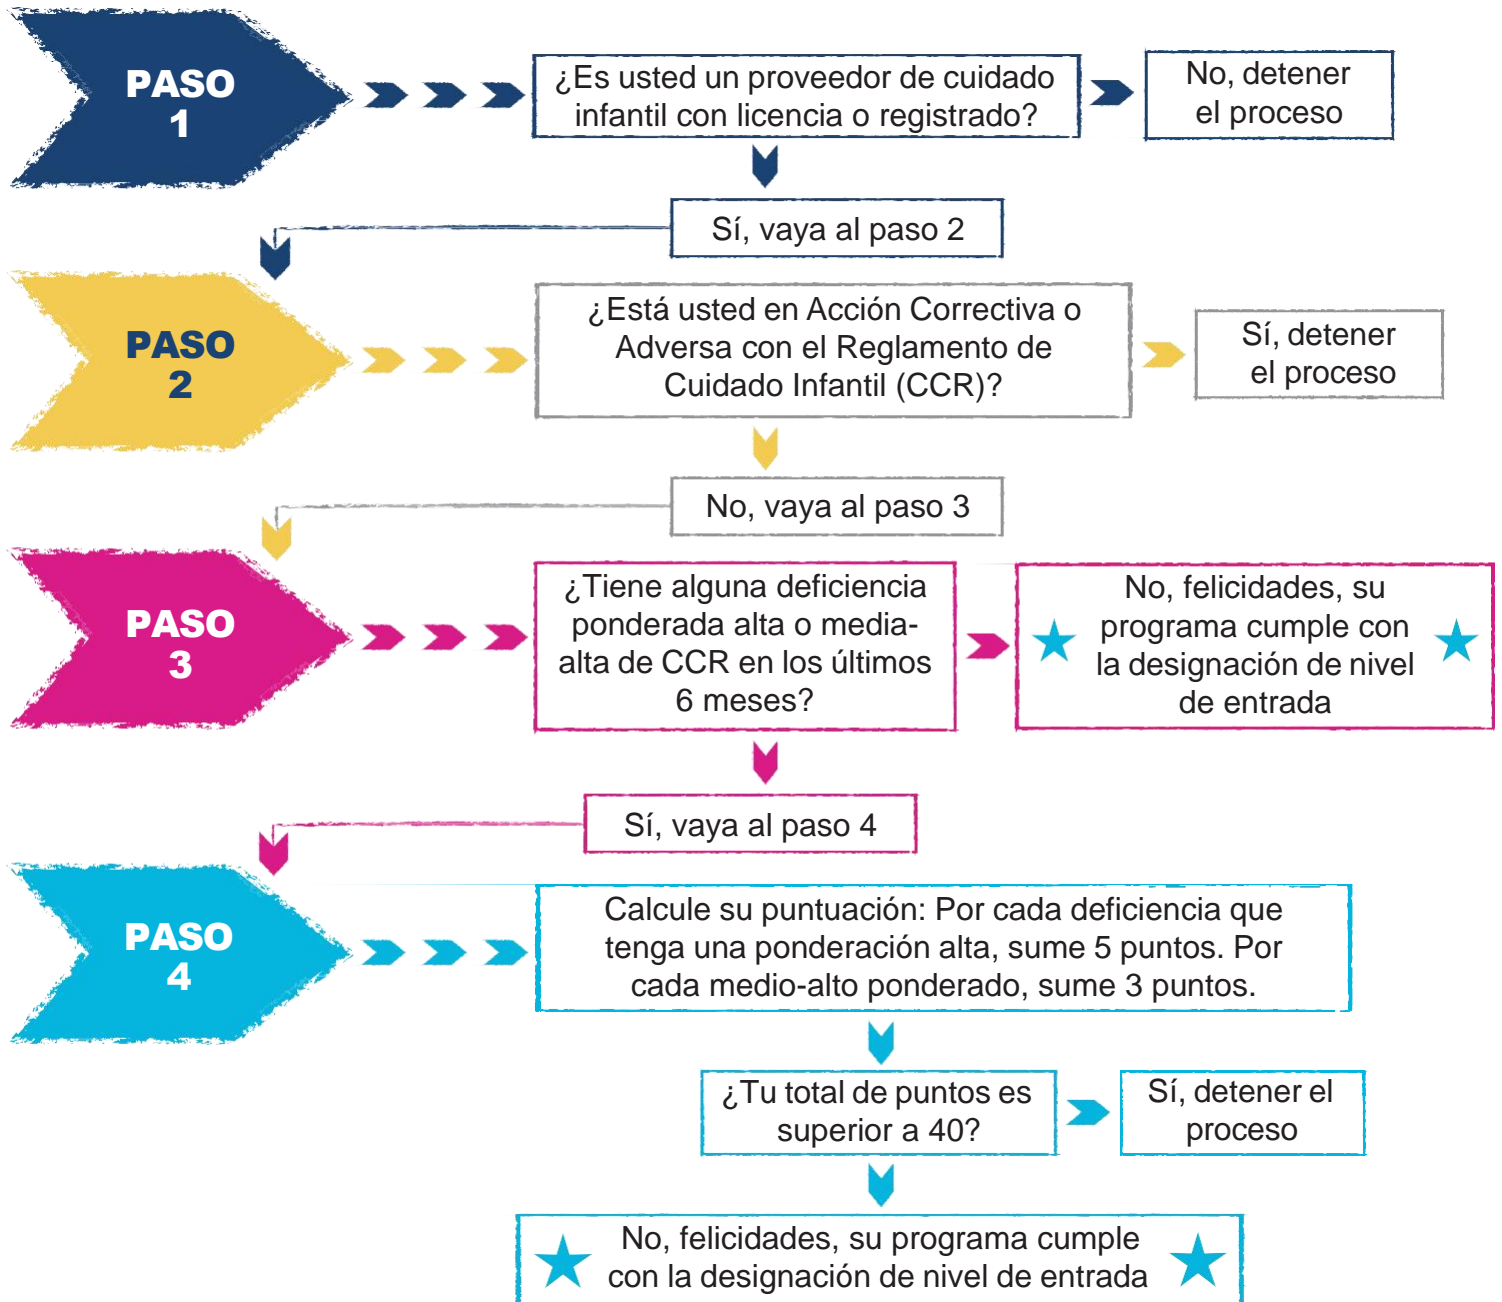 PASO
1
¿Es usted un proveedor de cuidado
infantil con licencia o registrado?
No, detener
el proceso
Sí, vaya al paso 2
PASO
2
¿Está usted en Acción Correctiva o
Adversa con el Reglamento de
Cuidado Infantil (CCR)?
Sí, detener
el proceso
No, vaya al paso 3
PASO
3
¿Tiene alguna deficiencia
ponderada alta o media-
alta de CCR en los últimos
6 meses?
No, felicidades, su
programa cumple con
la designación de nivel
de entrada
Sí, vaya al paso 4
PASO
4
Calcule su puntuación: Por cada deficiencia que
tenga una ponderación alta, sume 5 puntos. Por
cada medio-alto ponderado, sume 3 puntos.
¿Tu total de puntos es
superior a 40?
Sí, detener el
proceso
No, felicidades, su programa cumple
con la designación de nivel de entrada